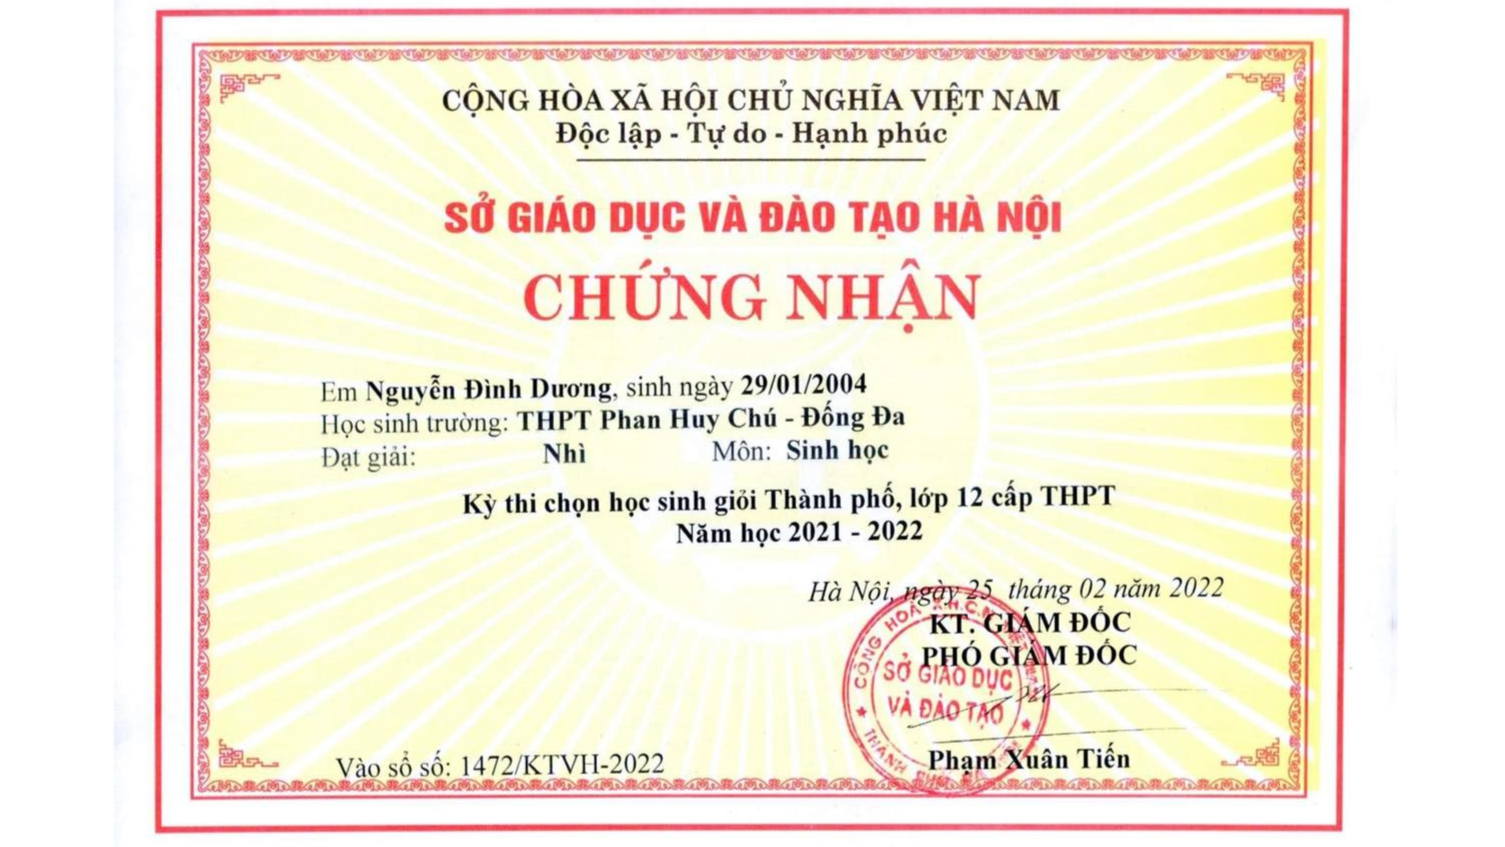 CỘNG HÒA XÃ HỘI CHỦ NGHĨA VIỆT NAM
Độc lập - Tự do - Hạnh phúc
SỞ GIÁO DỤC VÀ ĐÀO TẠO HÀ NỘI
CHỨNG NHẬN
Em Nguyễn Đình Dương, sinh ngày 29/01/2004
Học sinh trường: THPT Phan Huy Chú - Đống Đa
Đạt giải: Nhì Môn: Sinh học
Kỳ thi chọn học sinh giỏi Thành phố, lớp 12 cấp THPT
Năm học 2021 - 2022
Hà Nội, ngày 25 tháng 02 năm 2022
KT. GIÁM ĐỐC
PHÓ GIÁM ĐỐC
CỘNG HOÀ X.H.C.N
SỞ GIÁO DỤC
VÀ ĐÀO TẠO
THÀNH
Phạm Xuân Tiến
Vào sổ số: 1472/KTVH-2022